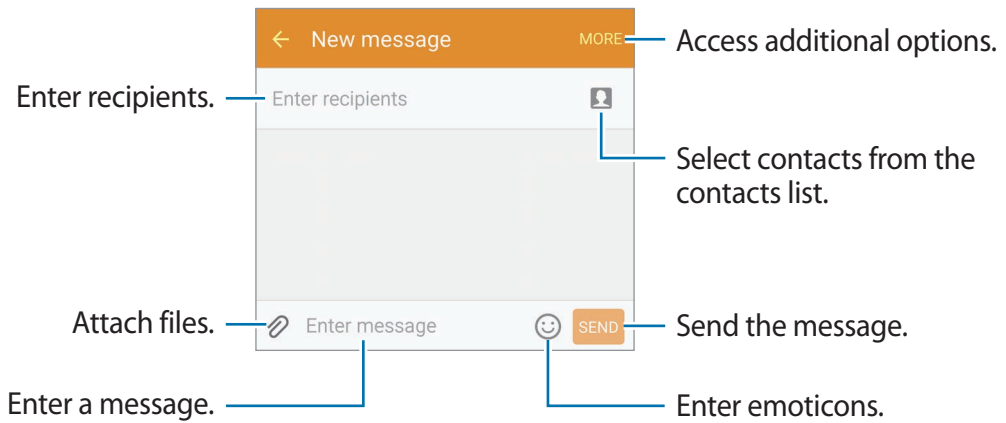 New message
MORE
Access additional options.
Enter recipients.
Enter recipients
Select contacts from the
contacts list.
Attach files.
Enter message
SEND
Send the message.
Enter a message.
Enter emoticons.